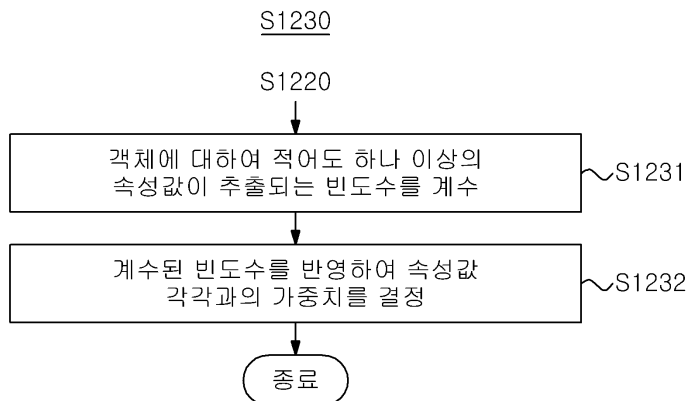 S1230
S1220
객체에 대하여 적어도 하나 이상의
속성값이 추출되는 빈도수를 계수
S1231
계수된 빈도수를 반영하여 속성값
각각과의 가중치를 결정
S1232
종료